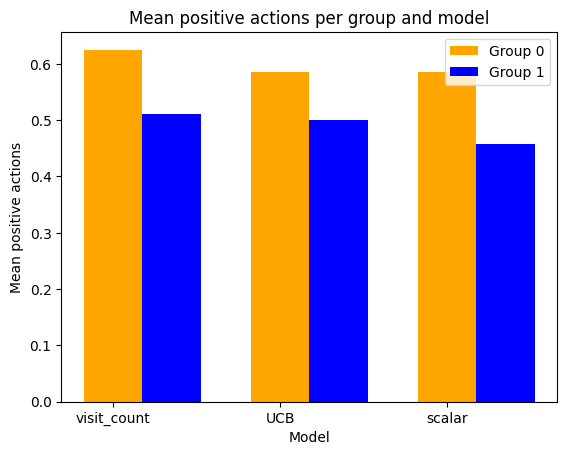 Mean positive actions per group and model
Group 0
Group 1
Mean positive actions
0.6
0.5
0.4
0.3
0.2
0.1
0.0
visit_count UCB scalar
Model